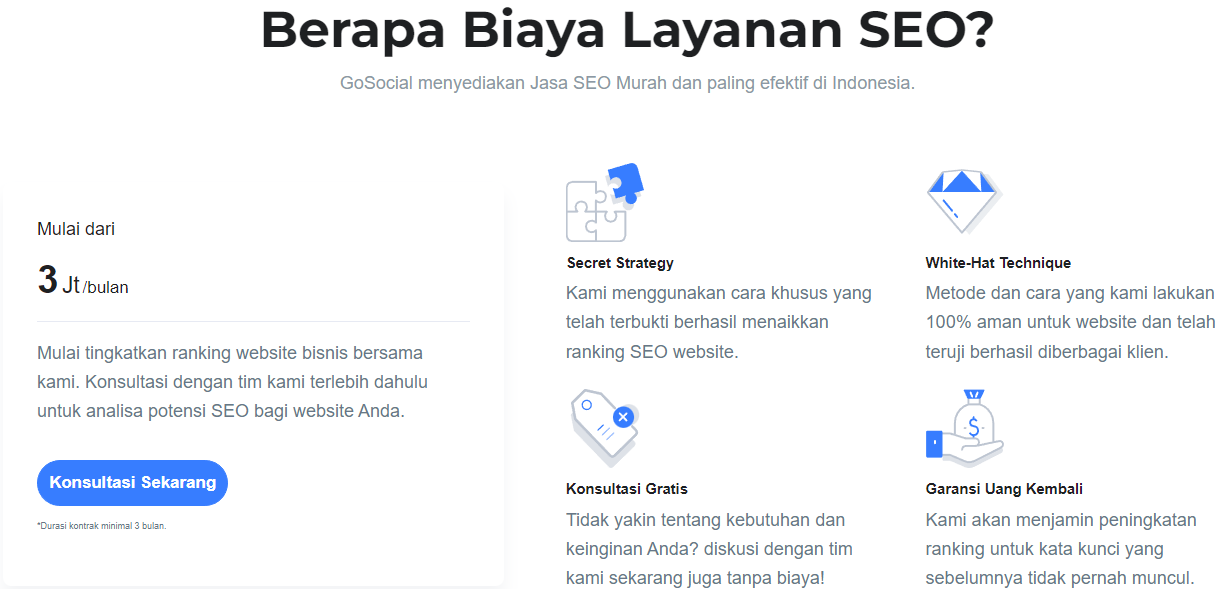 Berapa Biaya Layanan SEO?
GoSocial menyediakan Jasa SEO Murah dan paling efektif di Indonesia.
Mulai dari
3 Jt /bulan
Mulai tingkatkan ranking website bisnis bersama
kami. Konsultasi dengan tim kami terlebih dahulu
untuk analisa potensi SEO bagi website Anda.
Konsultasi Sekarang
*Durasi kontrak minimal 3 bulan.
Secret Strategy
Kami menggunakan cara khusus yang
telah terbukti berhasil menaikkan
ranking SEO website.
White-Hat Technique
Metode dan cara yang kami lakukan
100% aman untuk website dan telah
teruji berhasil diberbagai klien.
Konsultasi Gratis
Tidak yakin tentang kebutuhan dan
keinginan Anda? diskusi dengan tim
kami sekarang juga tanpa biaya!
$
Garansi Uang Kembali
Kami akan menjamin peningkatan
ranking untuk kata kunci yang
sebelumnya tidak pernah muncul.